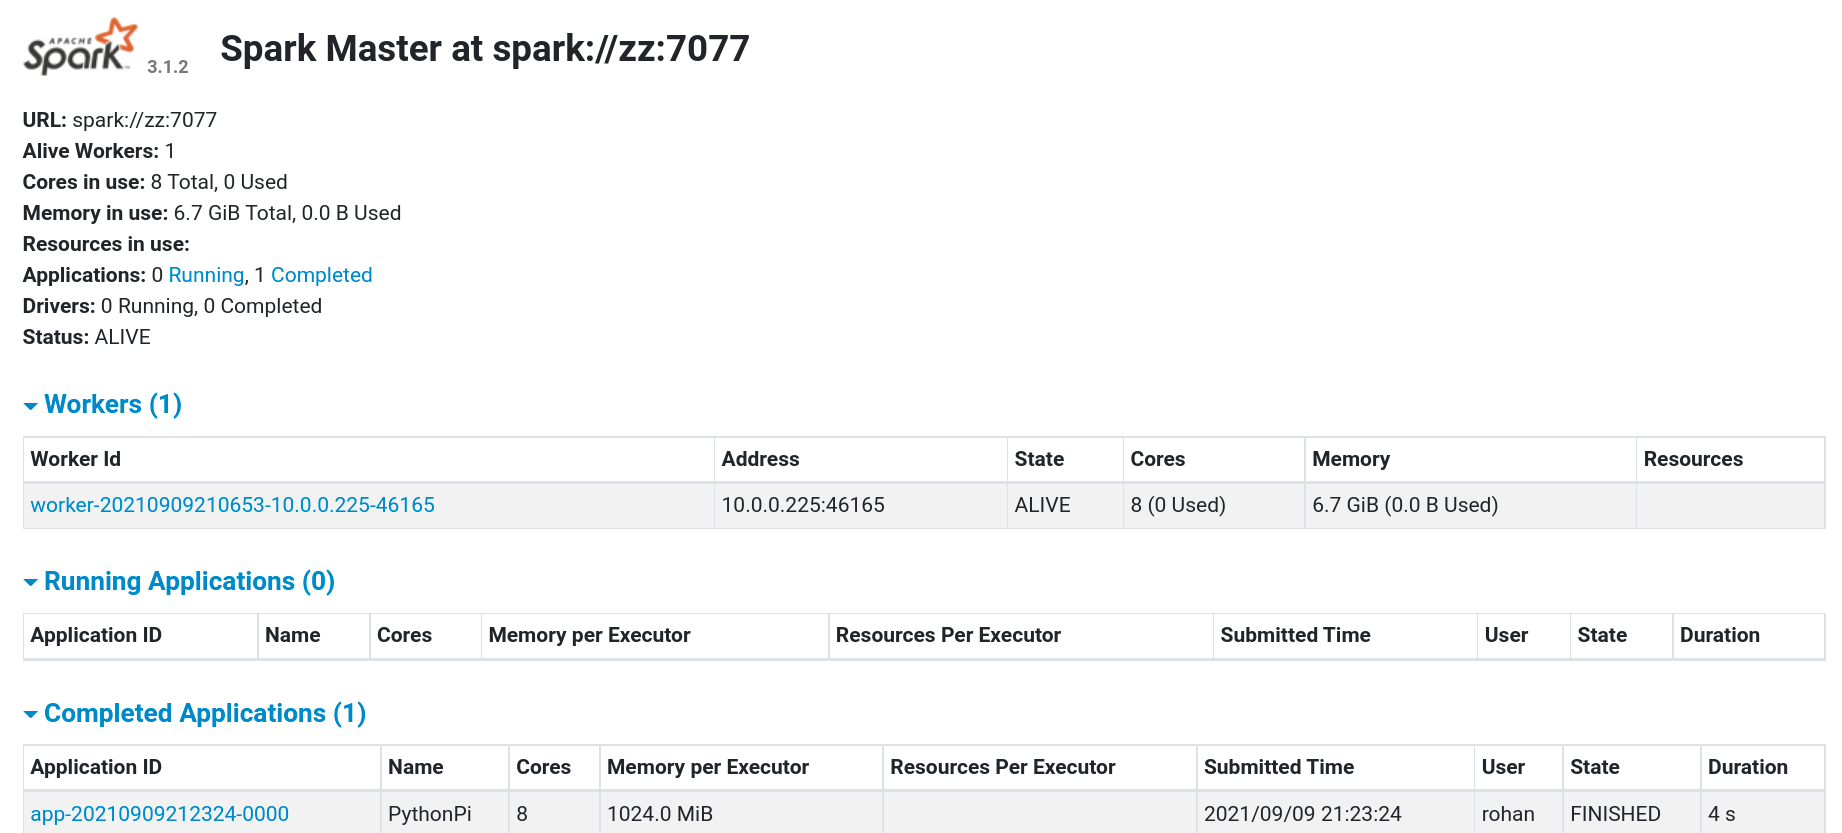 APACHE
Spark 3.1.2 Spark Master at spark://zz:7077
URL: spark://zz:7077
Alive Workers: 1
Cores in use: 8 Total, 0 Used
Memory in use: 6.7 GiB Total, 0.0 B Used
Resources in use:
Applications: 0 Running, 1 Completed
Drivers: 0 Running, 0 Completed
Status: ALIVE
Workers (1)
Worker Id Address State Cores Memory Resources
worker-20210909210653-10.0.0.225-46165 10.0.0.225:46165 ALIVE 8 (0 Used) 6.7 GiB (0.0 B Used)
Running Applications (0)
Application ID Name Cores Memory per Executor Resources Per Executor Submitted Time User State Duration
Completed Applications (1)
Application ID Name Cores Memory per Executor Resources Per Executor Submitted Time User State Duration
app-20210909212324-0000 PythonPi 8 1024.0 MiB 2021/09/09 21:23:24 rohan FINISHED 4 s